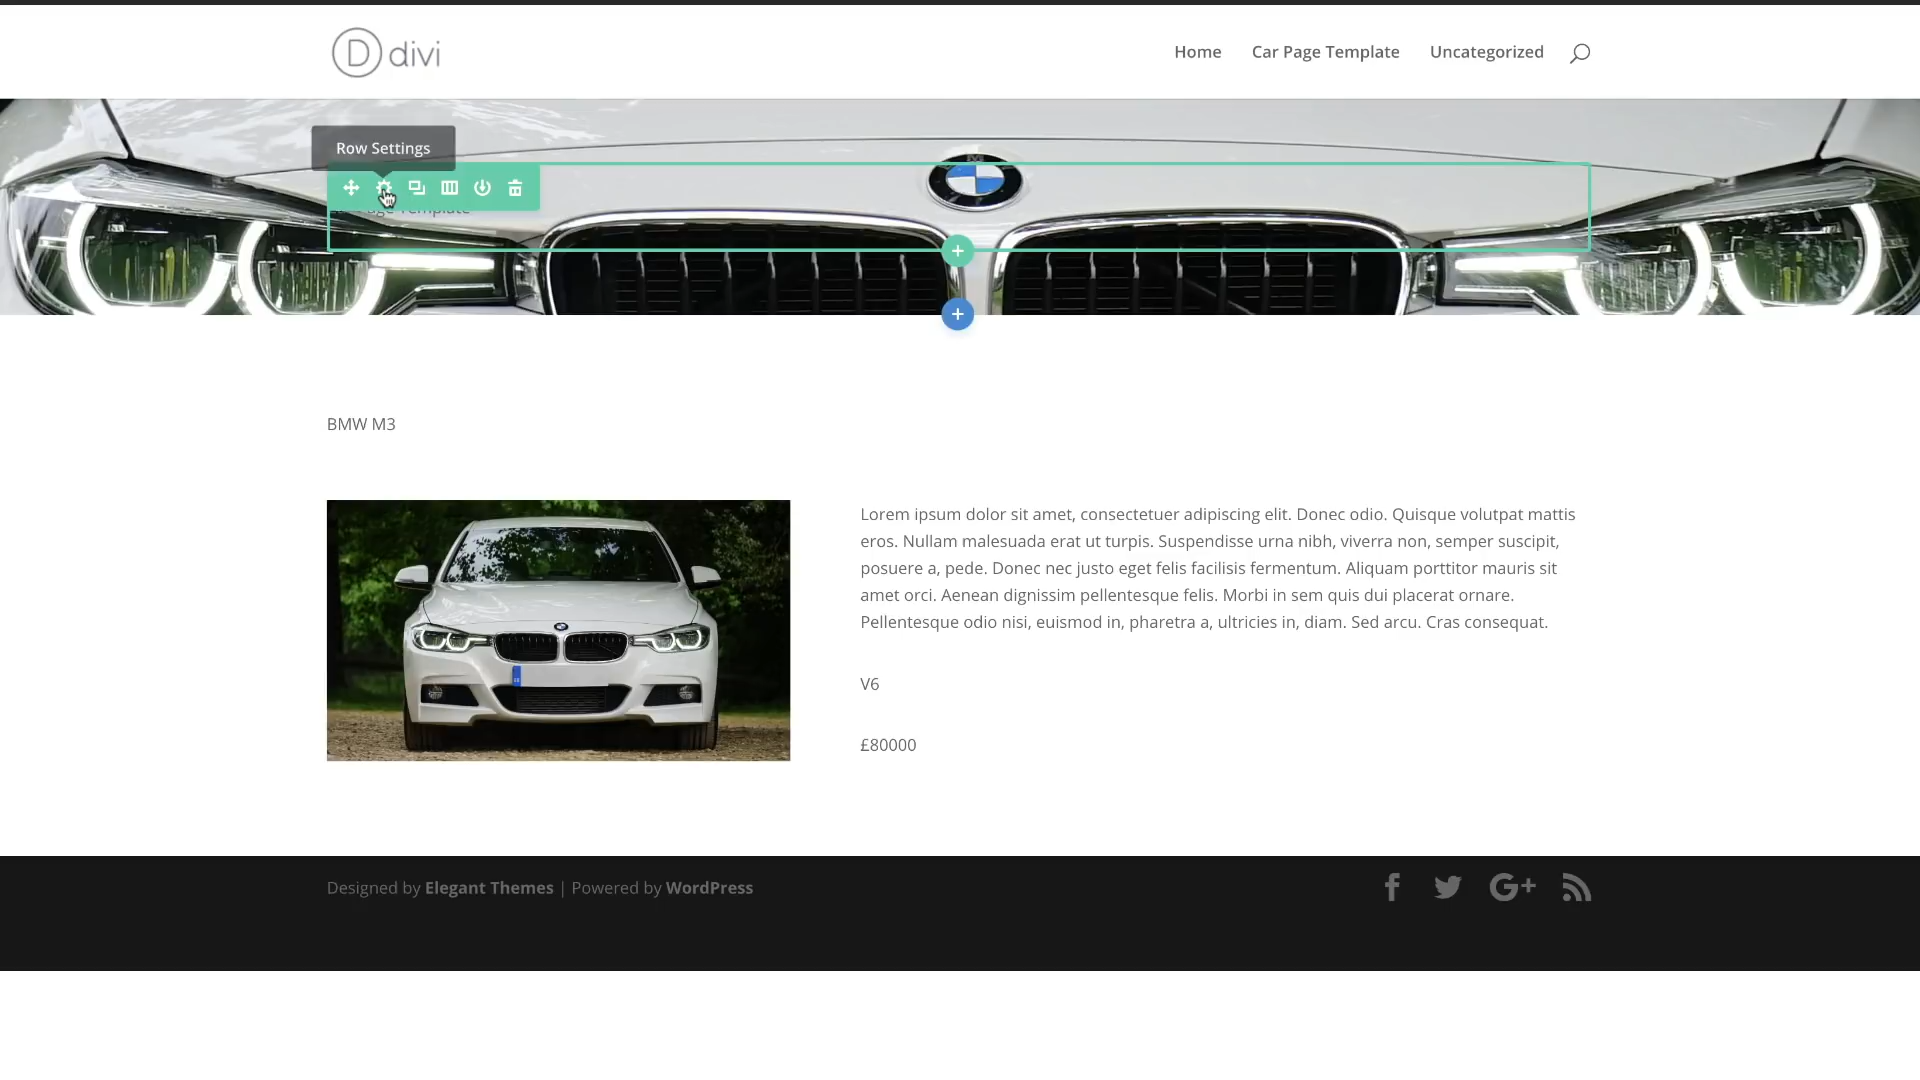 D divi
Home
Car Page Template
Uncategorized
Row Settings
Page Template
BMW M3
Lorem ipsum dolor sit amet, consectetuer adipiscing elit. Donec odio. Quisque volutpat mattis
eros. Nullam malesuada erat ut turpis. Suspendisse urna nibh, viverra non, semper suscipit,
posuere a, pede. Donec nec justo eget felis facilisis fermentum. Aliquam porttitor mauris sit
amet orci. Aenean dignissim pellentesque felis. Morbi in sem quis dui placerat ornare.
Pellentesque odio nisi, euismod in, pharetra a, ultricies in, diam. Sed arcu. Cras consequat.
V6
£80000
Designed by Elegant Themes | Powered by WordPress